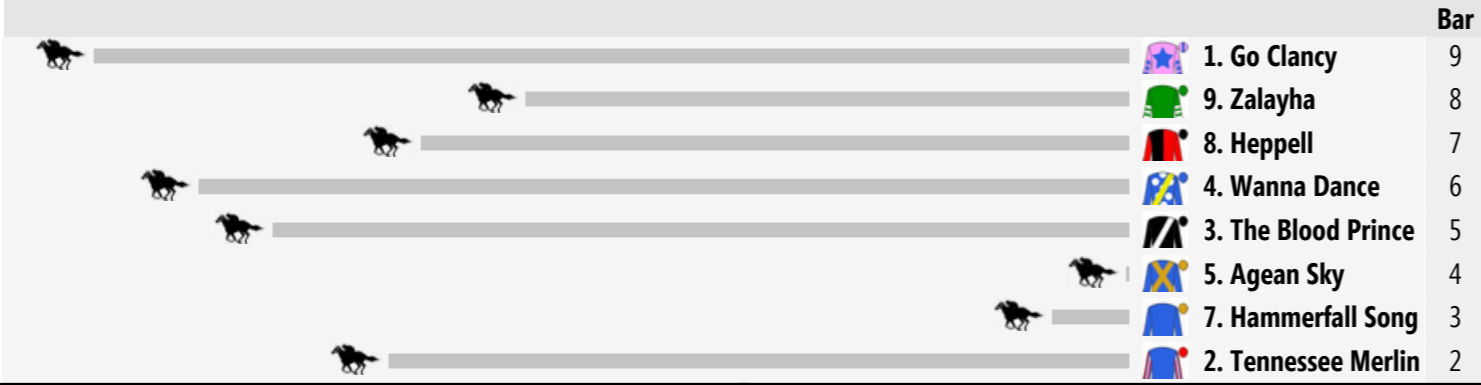 Bar
1. Go Clancy 9
9. Zalayha 8
8. Heppell 7
4. Wanna Dance 6
3. The Blood Prince 5
5. Agean Sky 4
7. Hammerfall Song 3
2. Tennessee Merlin 2